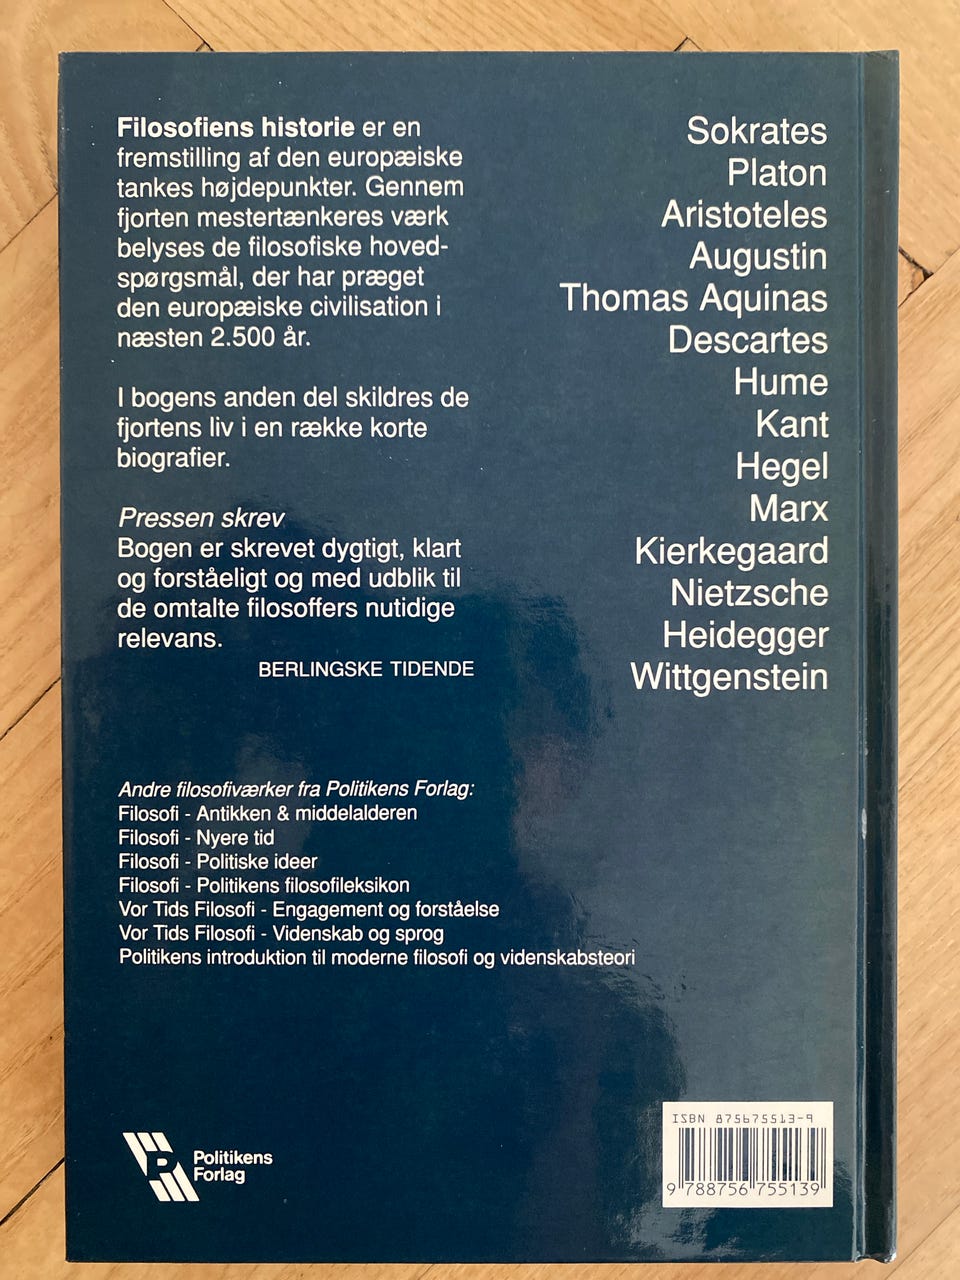 Filosofiens historie er en
fremstilling af den europæiske
tankes højdepunkter. Gennem
fjorten mestertænkeres værk
belyses de filosofiske hoved-
spørgsmål, der har præget
den europæiske civilisation i
næsten 2.500 år.
I bogens anden del skildres de
fjortens liv i en række korte
biografier.
Pressen skrev
Bogen er skrevet dygtigt, klart
og forståeligt og med udblik til
de omtalte filosoffers nutidige
relevans.
BERLINGSKE TIDENDE
Sokrates
Platon
Aristoteles
Augustin
Thomas Aquinas
Descartes
Hume
Kant
Hegel
Marx
Kierkegaard
Nietzsche
Heidegger
Wittgenstein
Andre filosofiværker fra Politikens Forlag:
Filosofi - Antikken & middelalderen
Filosofi - Nyere tid
Filosofi - Politiske ideer
Filosofi - Politikens filosofileksikon
Vor Tids Filosofi - Engagement og forståelse
Vor Tids Filosofi - Videnskab og sprog
Politikens introduktion til moderne filosofi og videnskabsteori
P
Politikens
Forlag
ISBN 875675513-9
9 788756 755139